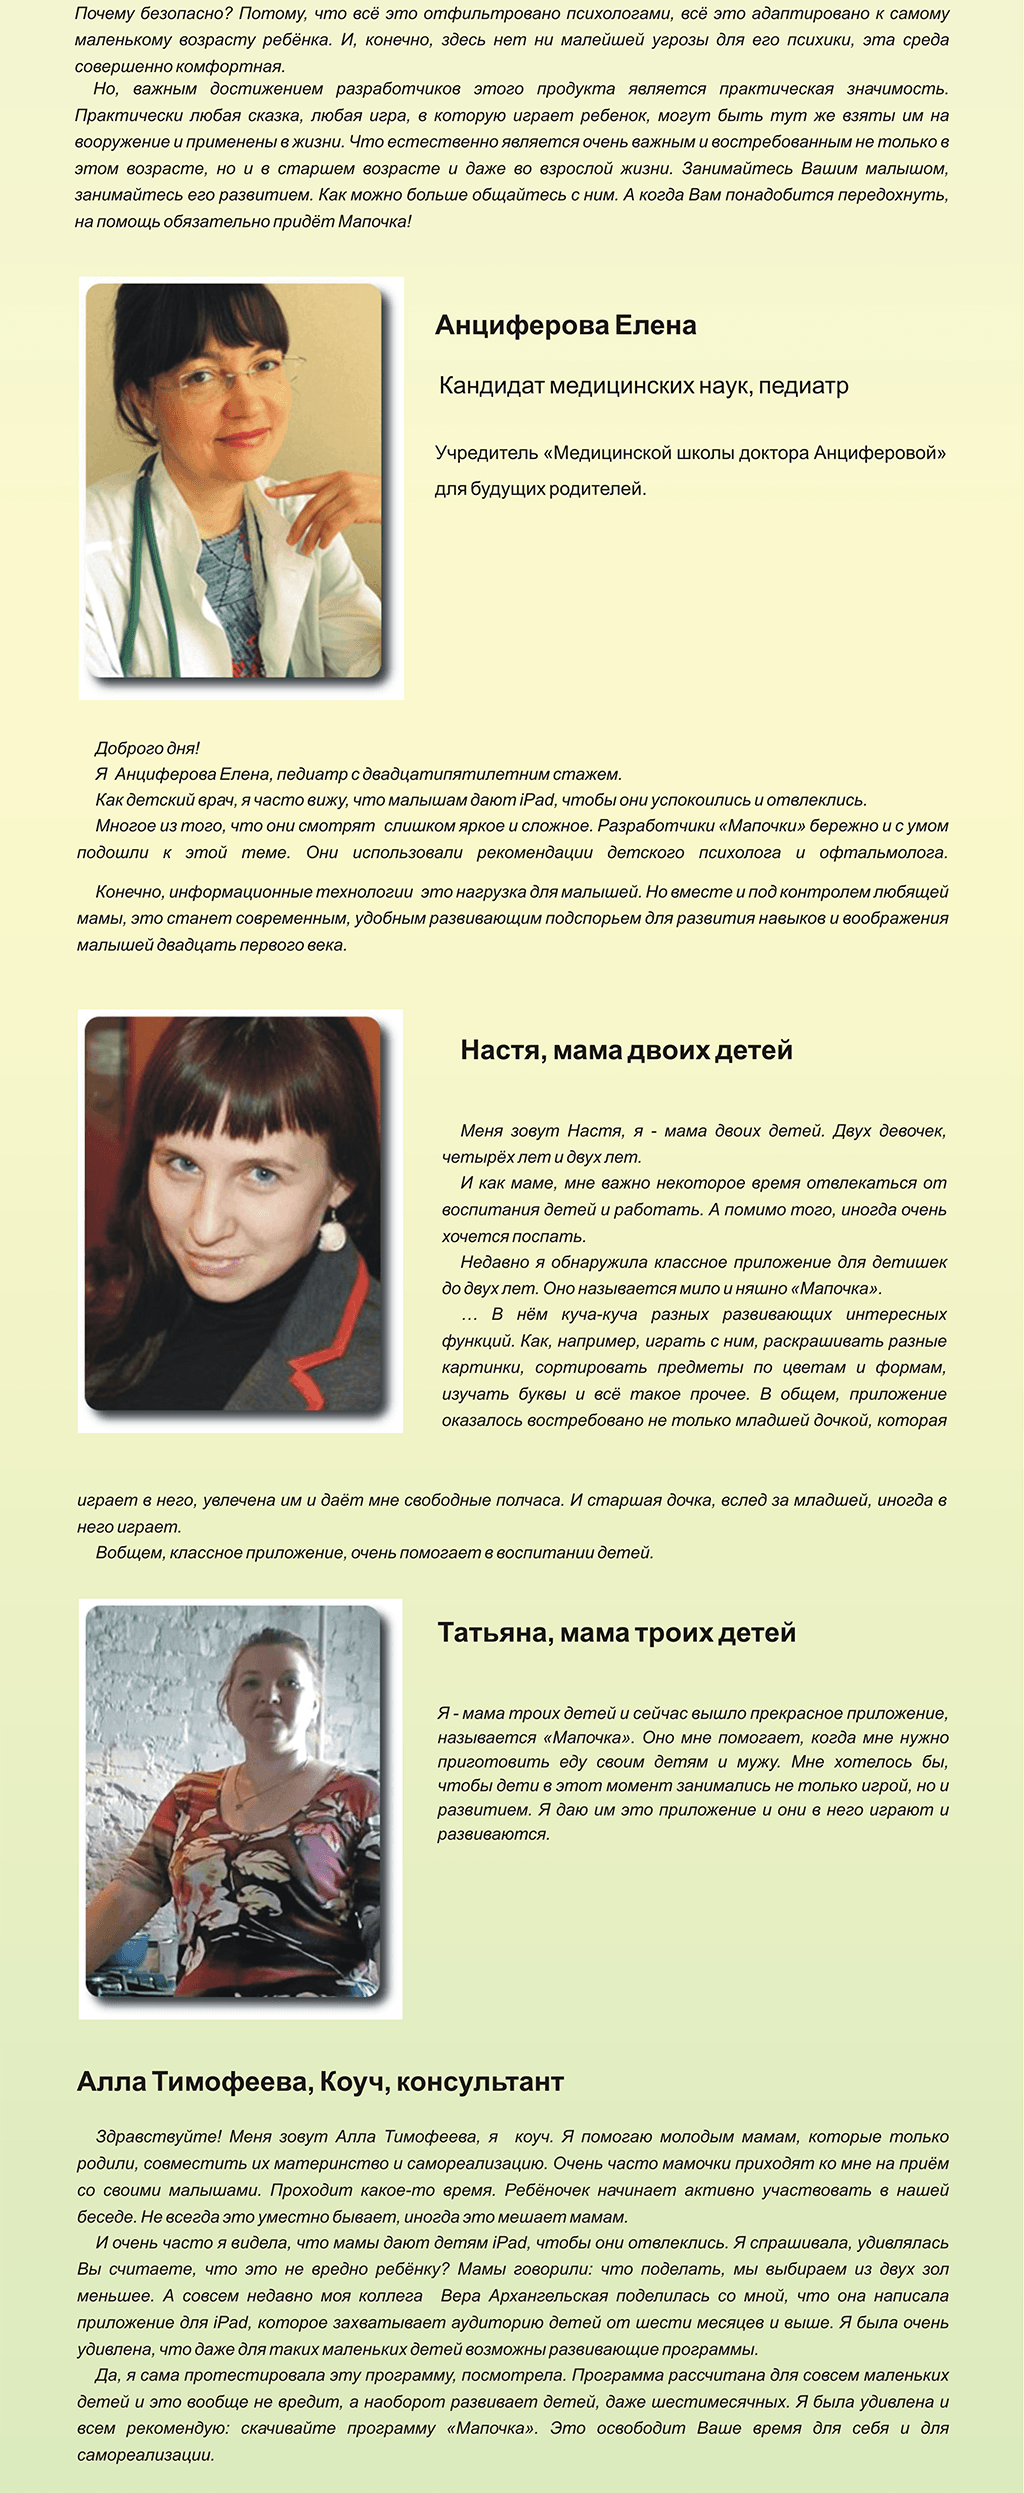 Почему безопасно? Потому, что всё это отфильтровано психологами, всё это адаптировано к самому
маленькому возрасту ребёнка. И, конечно, здесь нет ни малейшей угрозы для его психики, эта среда
совершенно комфортная.
Но, важным достижением разработчиков этого продукта является практическая значимость.
Практически любая сказка, любая игра, в которую играет ребенок, могут быть тут же взяты им на
вооружение и применены в жизни. Что естественно является очень важным и востребованным не только в
этом возрасте, но и в старшем возрасте и даже во взрослой жизни. Занимайтесь Вашим малышом,
занимайтесь его развитием. Как можно больше общайтесь с ним. А когда Вам понадобится передохнуть,
на помощь обязательно придёт Мапочка!
Анциферова Елена
Кандидат медицинских наук, педиатр
Учредитель «Медицинской школы доктора Анциферовой»
для будущих родителей.
Доброго дня!
Я Анциферова Елена, педиатр с двадцатипятилетним стажем.
Как детский врач, я часто вижу, что малышам дают iPad, чтобы они успокоились и отвлеклись.
Многое из того, что они смотрят слишком яркое и сложное. Разработчики «Мапочки» бережно и с умом
подошли к этой теме. Они использовали рекомендации детского психолога и офтальмолога.
Конечно, информационные технологии это нагрузка для малышей. Но вместе и под контролем любящей
мамы, это станет современным, удобным развивающим подспорьем для развития навыков и воображения
малышей двадцать первого века.
Настя, мама двоих детей
Меня зовут Настя, я - мама двоих детей. Двух девочек,
четырёх лет и двух лет.
И как маме, мне важно некоторое время отвлекаться от
воспитания детей и работать. А помимо того, иногда очень
хочется поспать.
Недавно я обнаружила классное приложение для детишек
до двух лет. Оно называется мило и няшно «Мапочка».
… В нём куча-куча разных развивающих интересных
функций. Как, например, играть с ним, раскрашивать разные
картинки, сортировать предметы по цветам и формам,
изучать буквы и всё такое прочее. В общем, приложение
оказалось востребовано не только младшей дочкой, которая
играет в него, увлечена им и даёт мне свободные полчаса. И старшая дочка, вслед за младшей, иногда в
него играет.
Вобщем, классное приложение, очень помогает в воспитании детей.
Татьяна, мама троих детей
Я - мама троих детей и сейчас вышло прекрасное приложение,
называется «Мапочка». Оно мне помогает, когда мне нужно
приготовить еду своим детям и мужу. Мне хотелось бы,
чтобы дети в этот момент занимались не только игрой, но и
развитием. Я даю им это приложение и они в него играют и
развиваются.
Алла Тимофеева, Коуч, консультант
Здравствуйте! Меня зовут Алла Тимофеева, я коуч. Я помогаю молодым мамам, которые только
родили, совместить их материнство и самореализацию. Очень часто мамочки приходят ко мне на приём
со своими малышами. Проходит какое-то время. Ребёночек начинает активно участвовать в нашей
беседе. Не всегда это уместно бывает, иногда это мешает мамам.
И очень часто я видела, что мамы дают детям iPad, чтобы они отвлеклись. Я спрашивала, удивлялась
Вы считаете, что это не вредно ребёнку? Мамы говорили: что поделать, мы выбираем из двух зол
меньшее. А совсем недавно моя коллега Вера Архангельская поделилась со мной, что она написала
приложение для iPad, которое захватывает аудиторию детей от шести месяцев и выше. Я была очень
удивлена, что даже для таких маленьких детей возможны развивающие программы.
Да, я сама протестировала эту программу, посмотрела. Программа рассчитана для совсем маленьких
детей и это вообще не вредит, а наоборот развивает детей, даже шестимесячных. Я была удивлена и
всем рекомендую: скачивайте программу «Мапочка». Это освободит Ваше время для себя и для
самореализации.